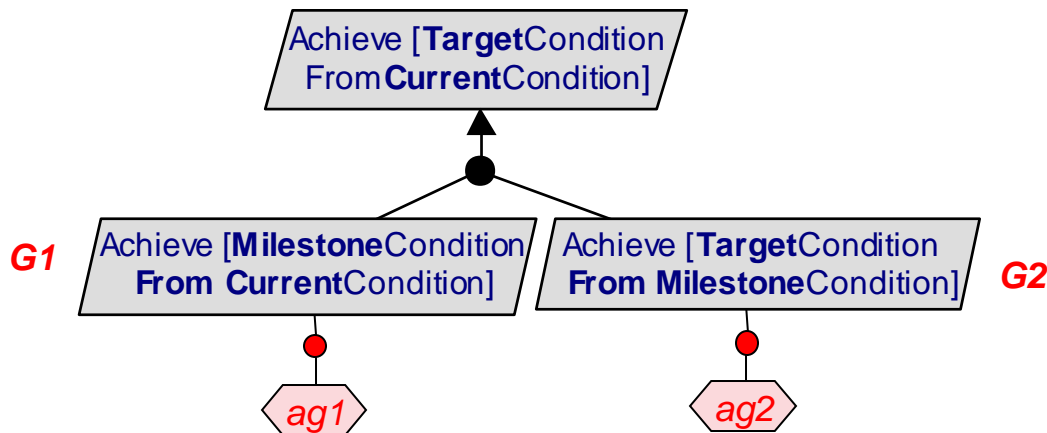 Achieve [TargetCondition
FromCurrentCondition]
G1
Achieve [MilestoneCondition
From CurrentCondition]
Achieve [TargetCondition
From MilestoneCondition]
G2
ag1
ag2